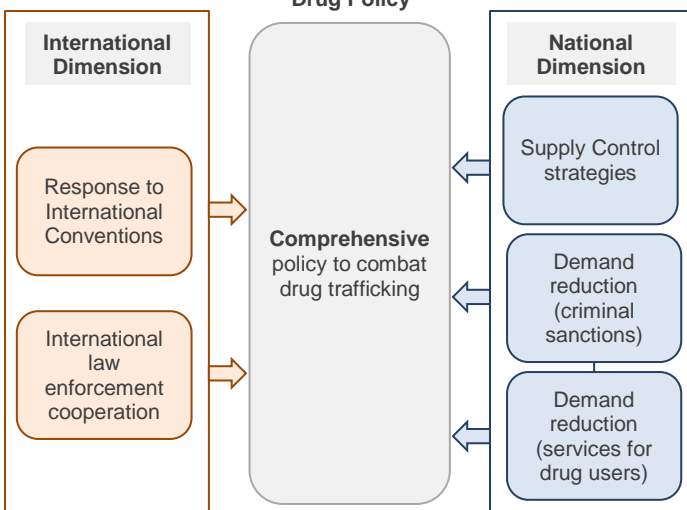 Drug Policy
International
Dimension
Response to
International
Conventions
International
law
enforcement
cooperation
Comprehensive
policy to combat
drug trafficking
National
Dimension
Supply Control
strategies
Demand
reduction
(criminal
sanctions)
Demand
reduction
(services for
drug users)